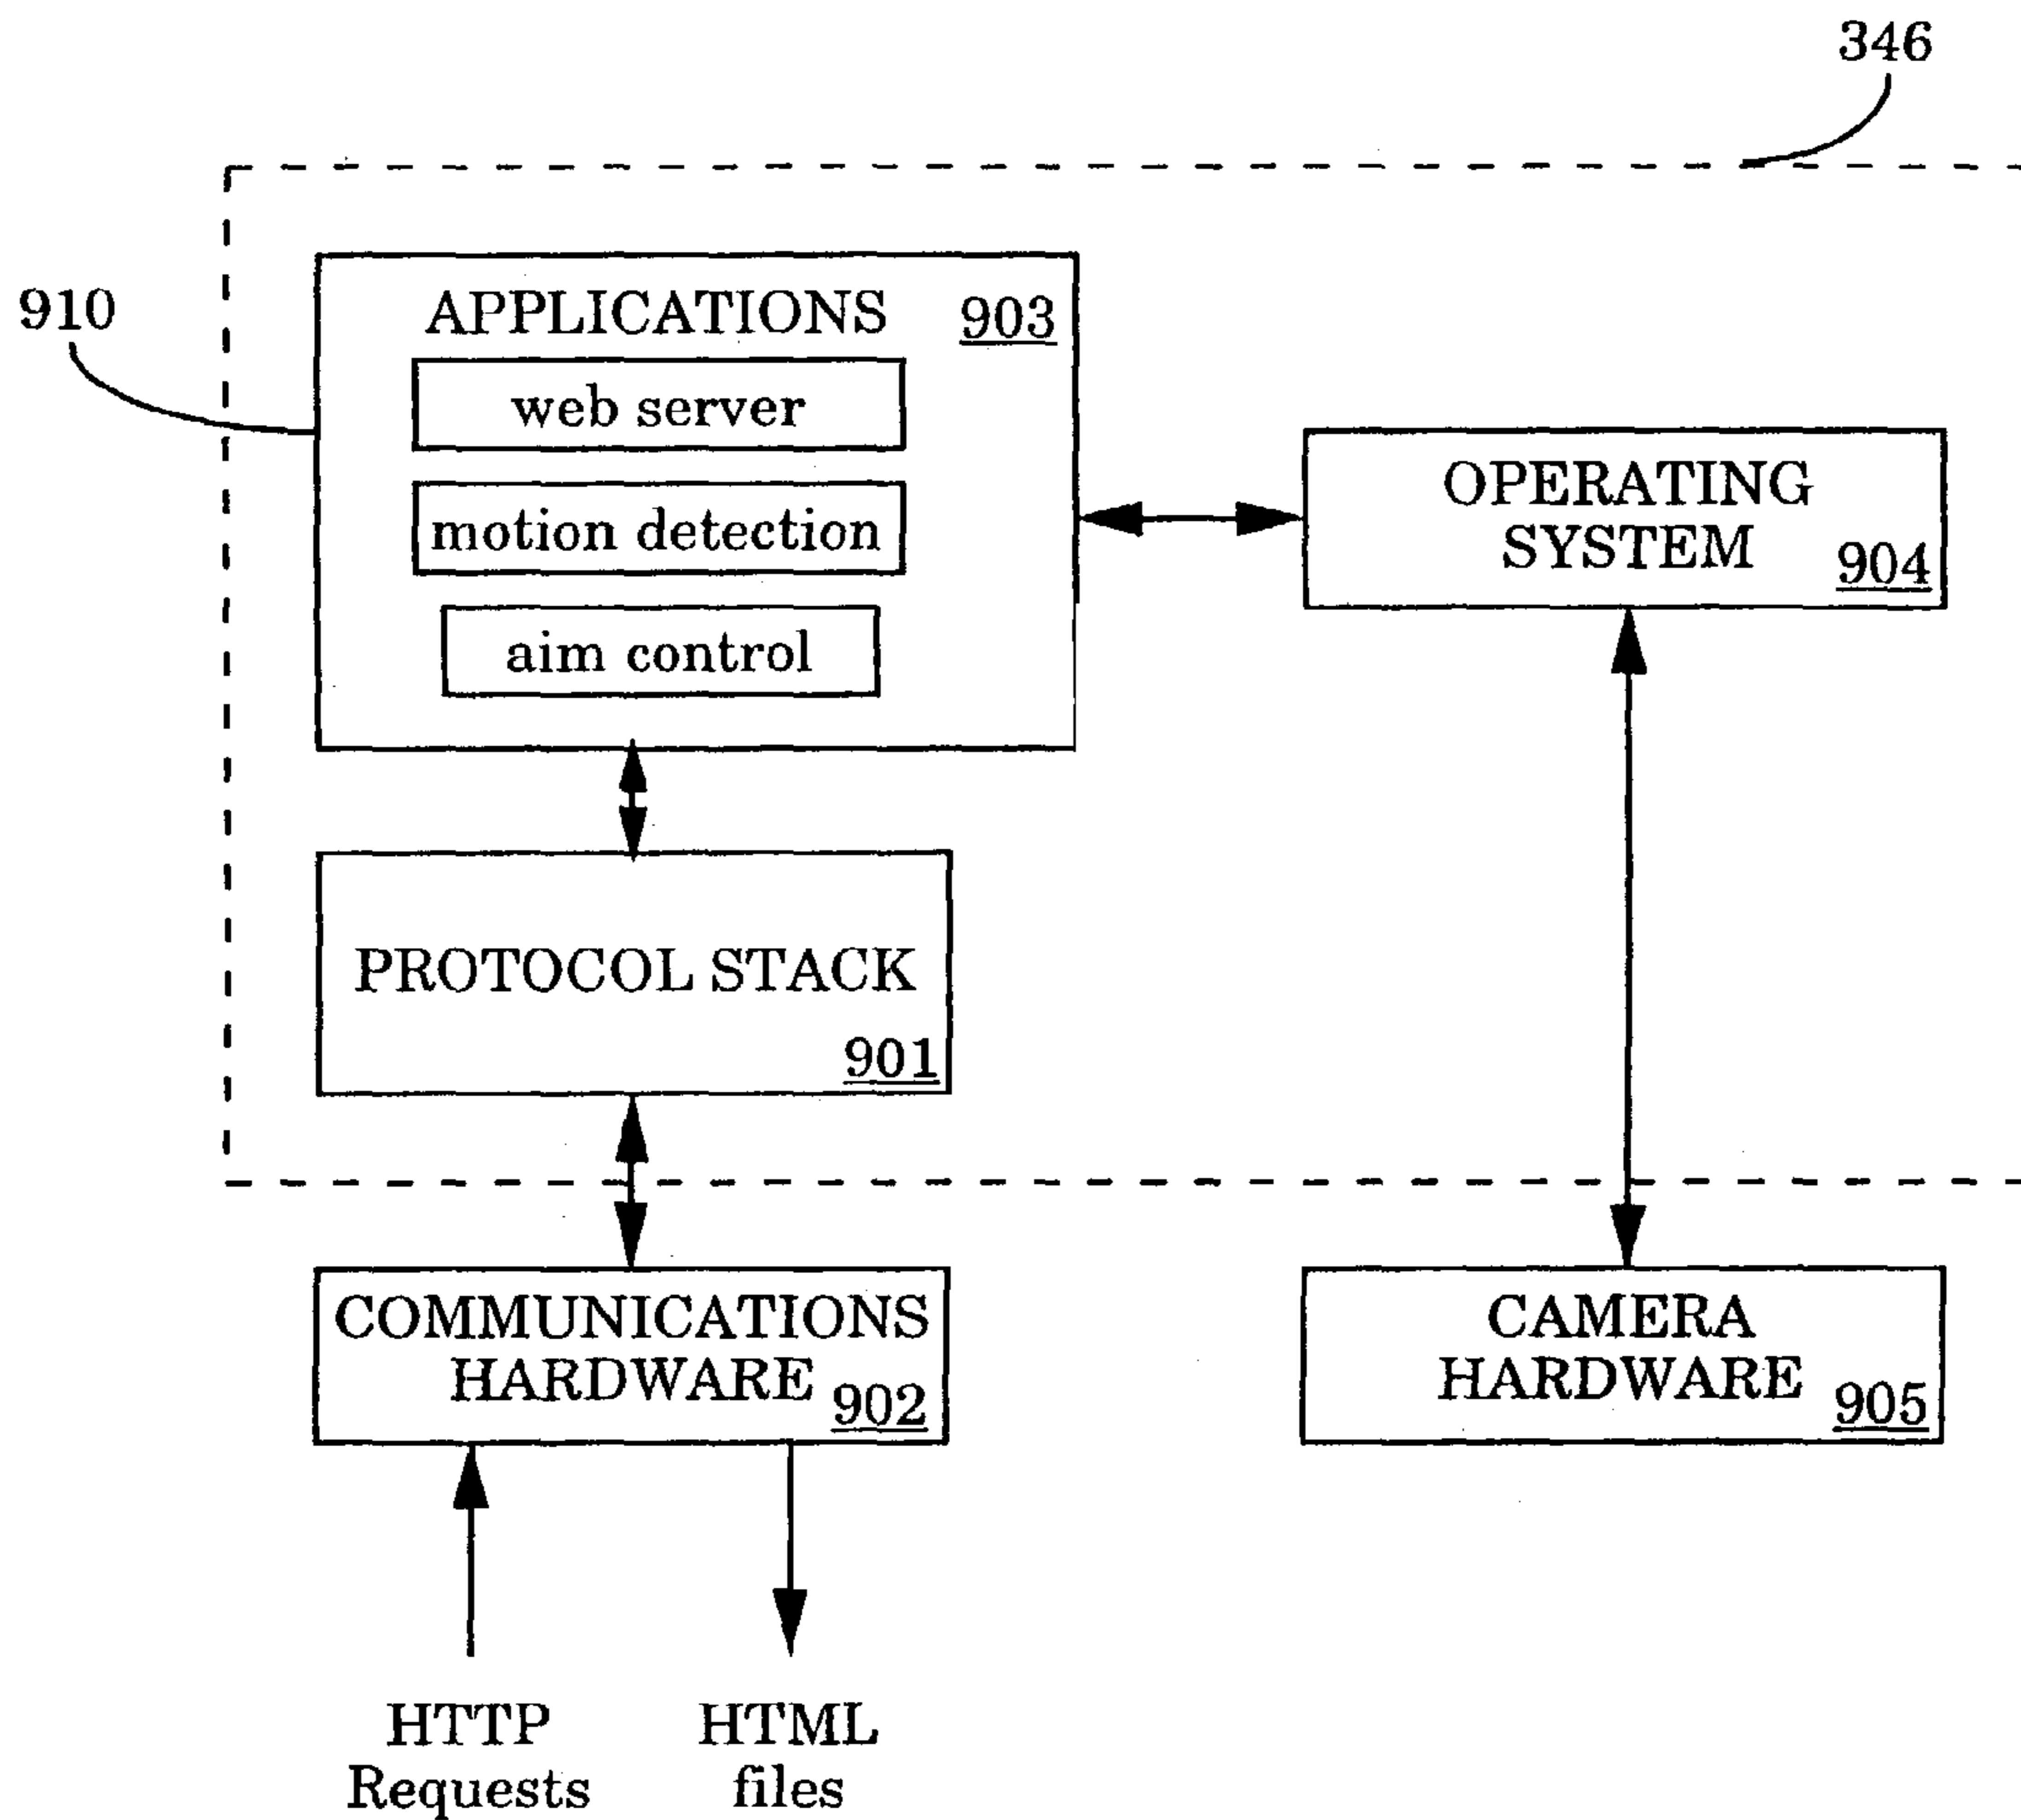 346
910
APPLICATIONS 903
web server
motion detection
aim control
OPERATING
SYSTEM 904
PROTOCOL STACK
901
COMMUNICATIONS
HARDWARE 902
CAMERA
HARDWARE 905
HTTP
Requests
HTML
files